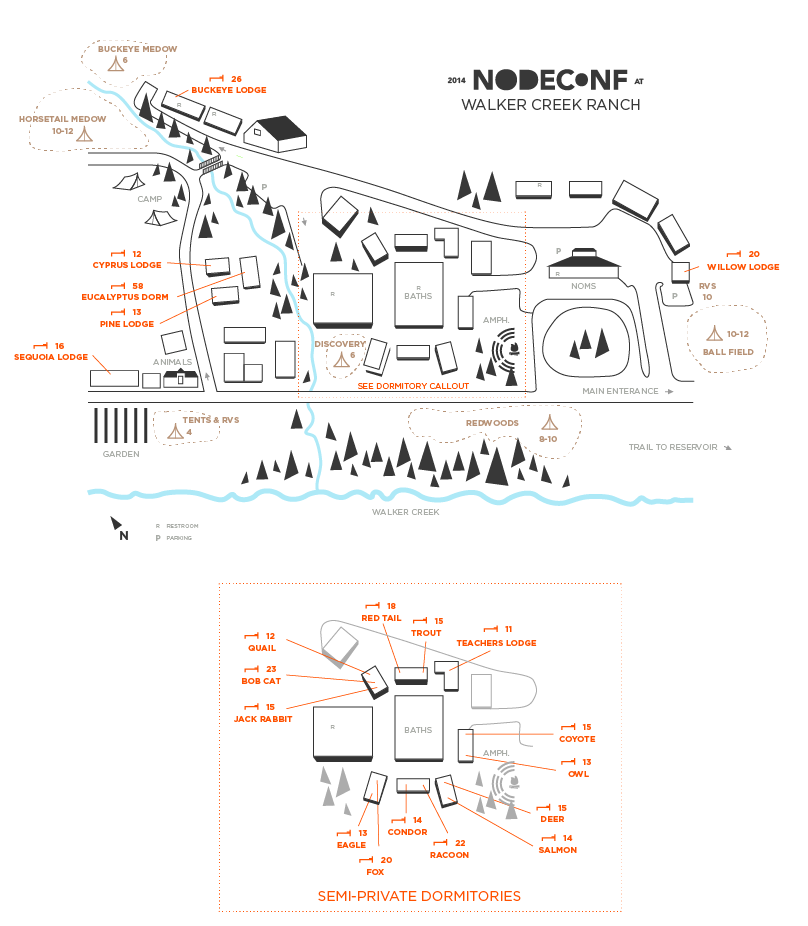 2014 NODECONF AT
WALKER CREEK RANCH
BUCKEYE MEDOW
6
26
BUCKEYE LODGE
R
R
HORSETAIL MEDOW
10-12
CAMP
P
R
P
12
CYPRUS LODGE
58
EUCALYPTUS DORM
13
PINE LODGE
16
SEQUOIA LODGE
ANIMALS
R
R
BATHS
AMPH.
DISCOVERY
6
SEE DORMITORY CALLOUT
R
NOMS
20
WILLOW LODGE
P
RVS
10
10-12
BALL FIELD
MAIN ENTERANCE
GARDEN
TENTS & RVS
4
REDWOODS
8-10
TRAIL TO RESERVOIR
WALKER CREEK
N
R RESTROOM
P PARKING
18
RED TAIL
15
TROUT
11
TEACHERS LODGE
12
QUAIL
23
BOB CAT
15
JACK RABBIT
R
BATHS
AMPH.
15
COYOTE
13
OWL
15
DEER
14
SALMON
14
CONDOR
22
RACOON
13
EAGLE
20
FOX
SEMI-PRIVATE DORMITORIES